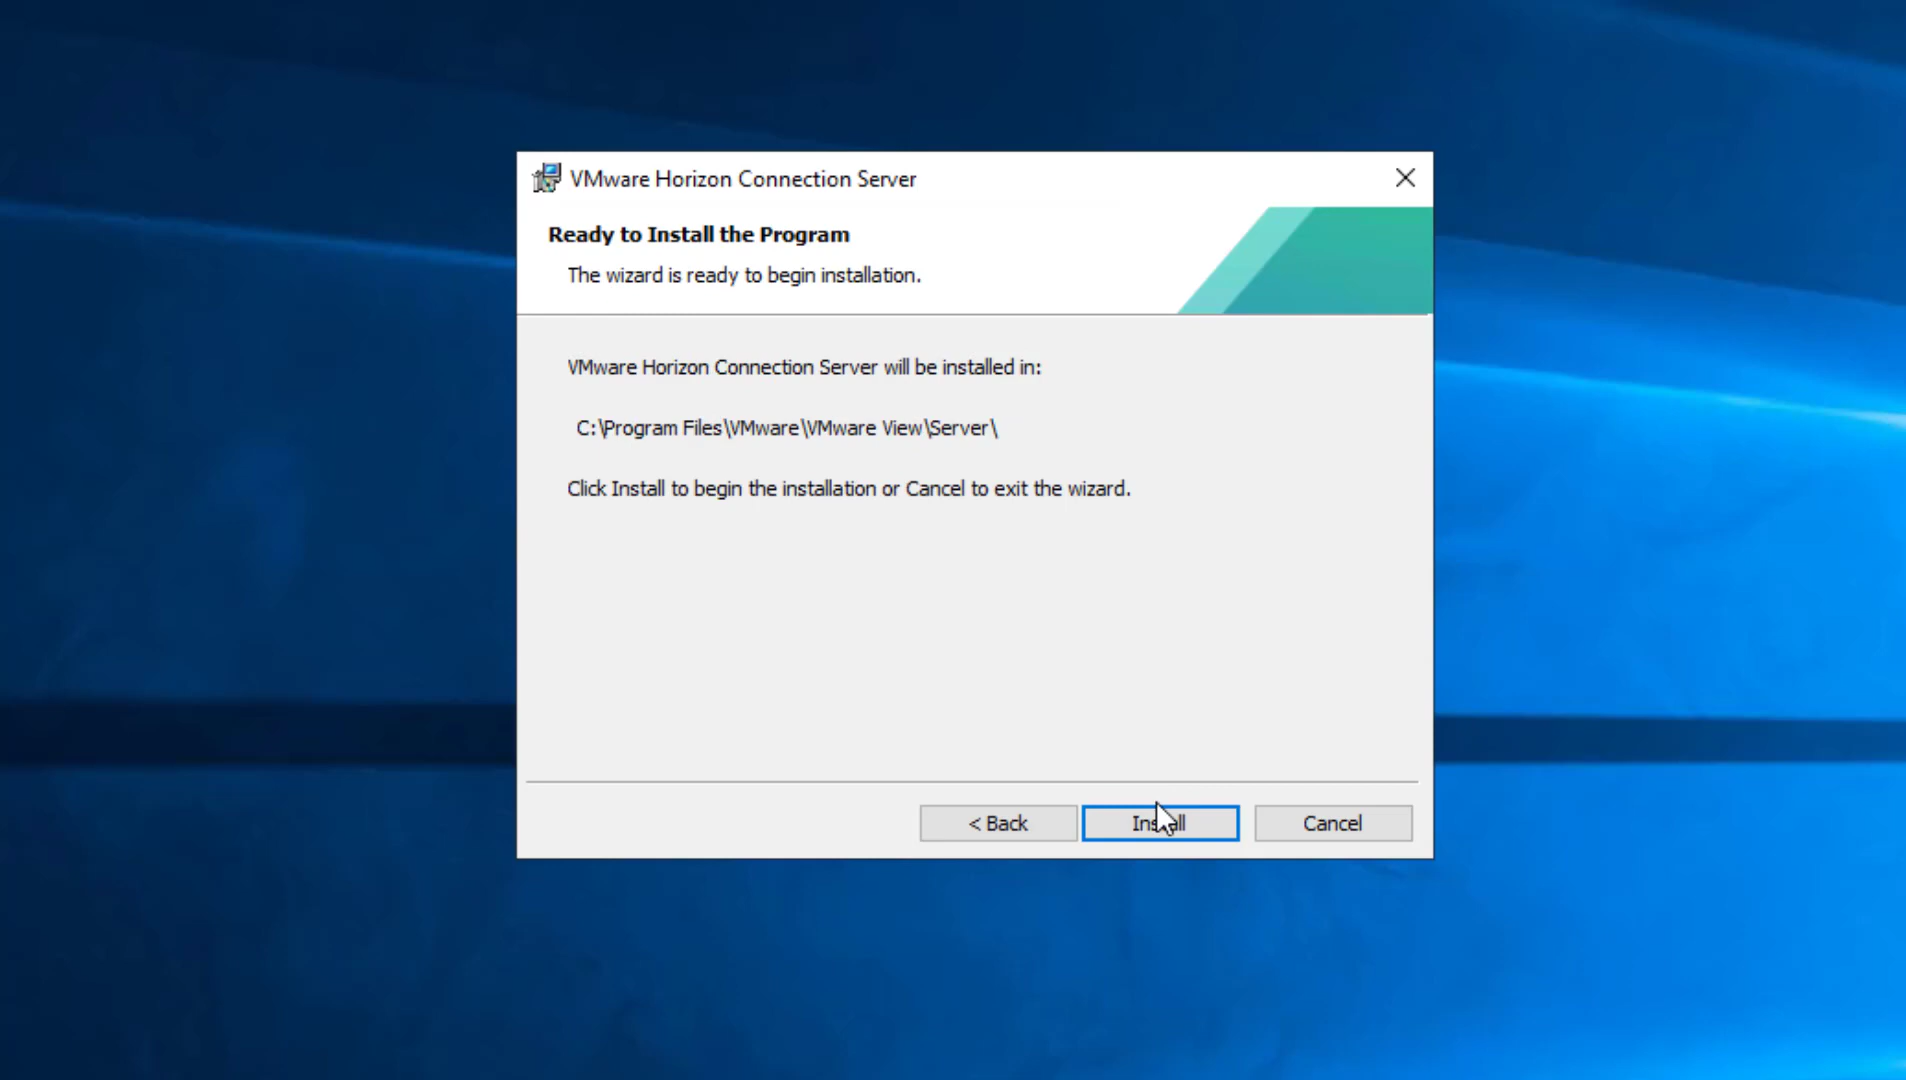 VMware Horizon Connection Server
Ready to Install the Program
The wizard is ready to begin installation.
VMware Horizon Connection Server will be installed in:
C:\Program Files\VMware\VMware View\Server\
Click Install to begin the installation or Cancel to exit the wizard.
< Back
Install
Cancel